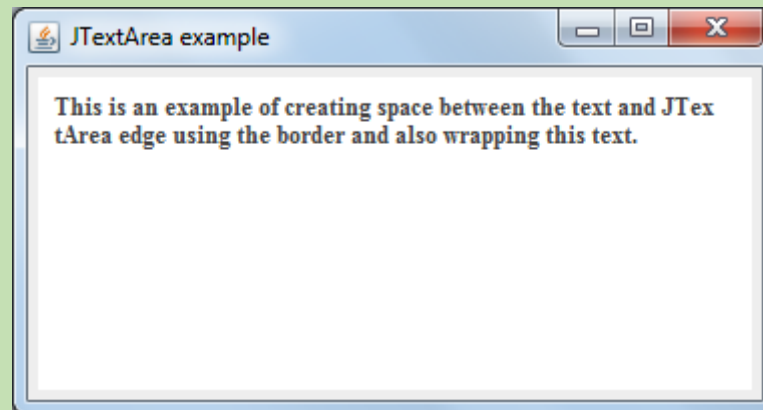 JTextArea example
This is an example of creating space between the text and JTex
tArea edge using the border and also wrapping this text.